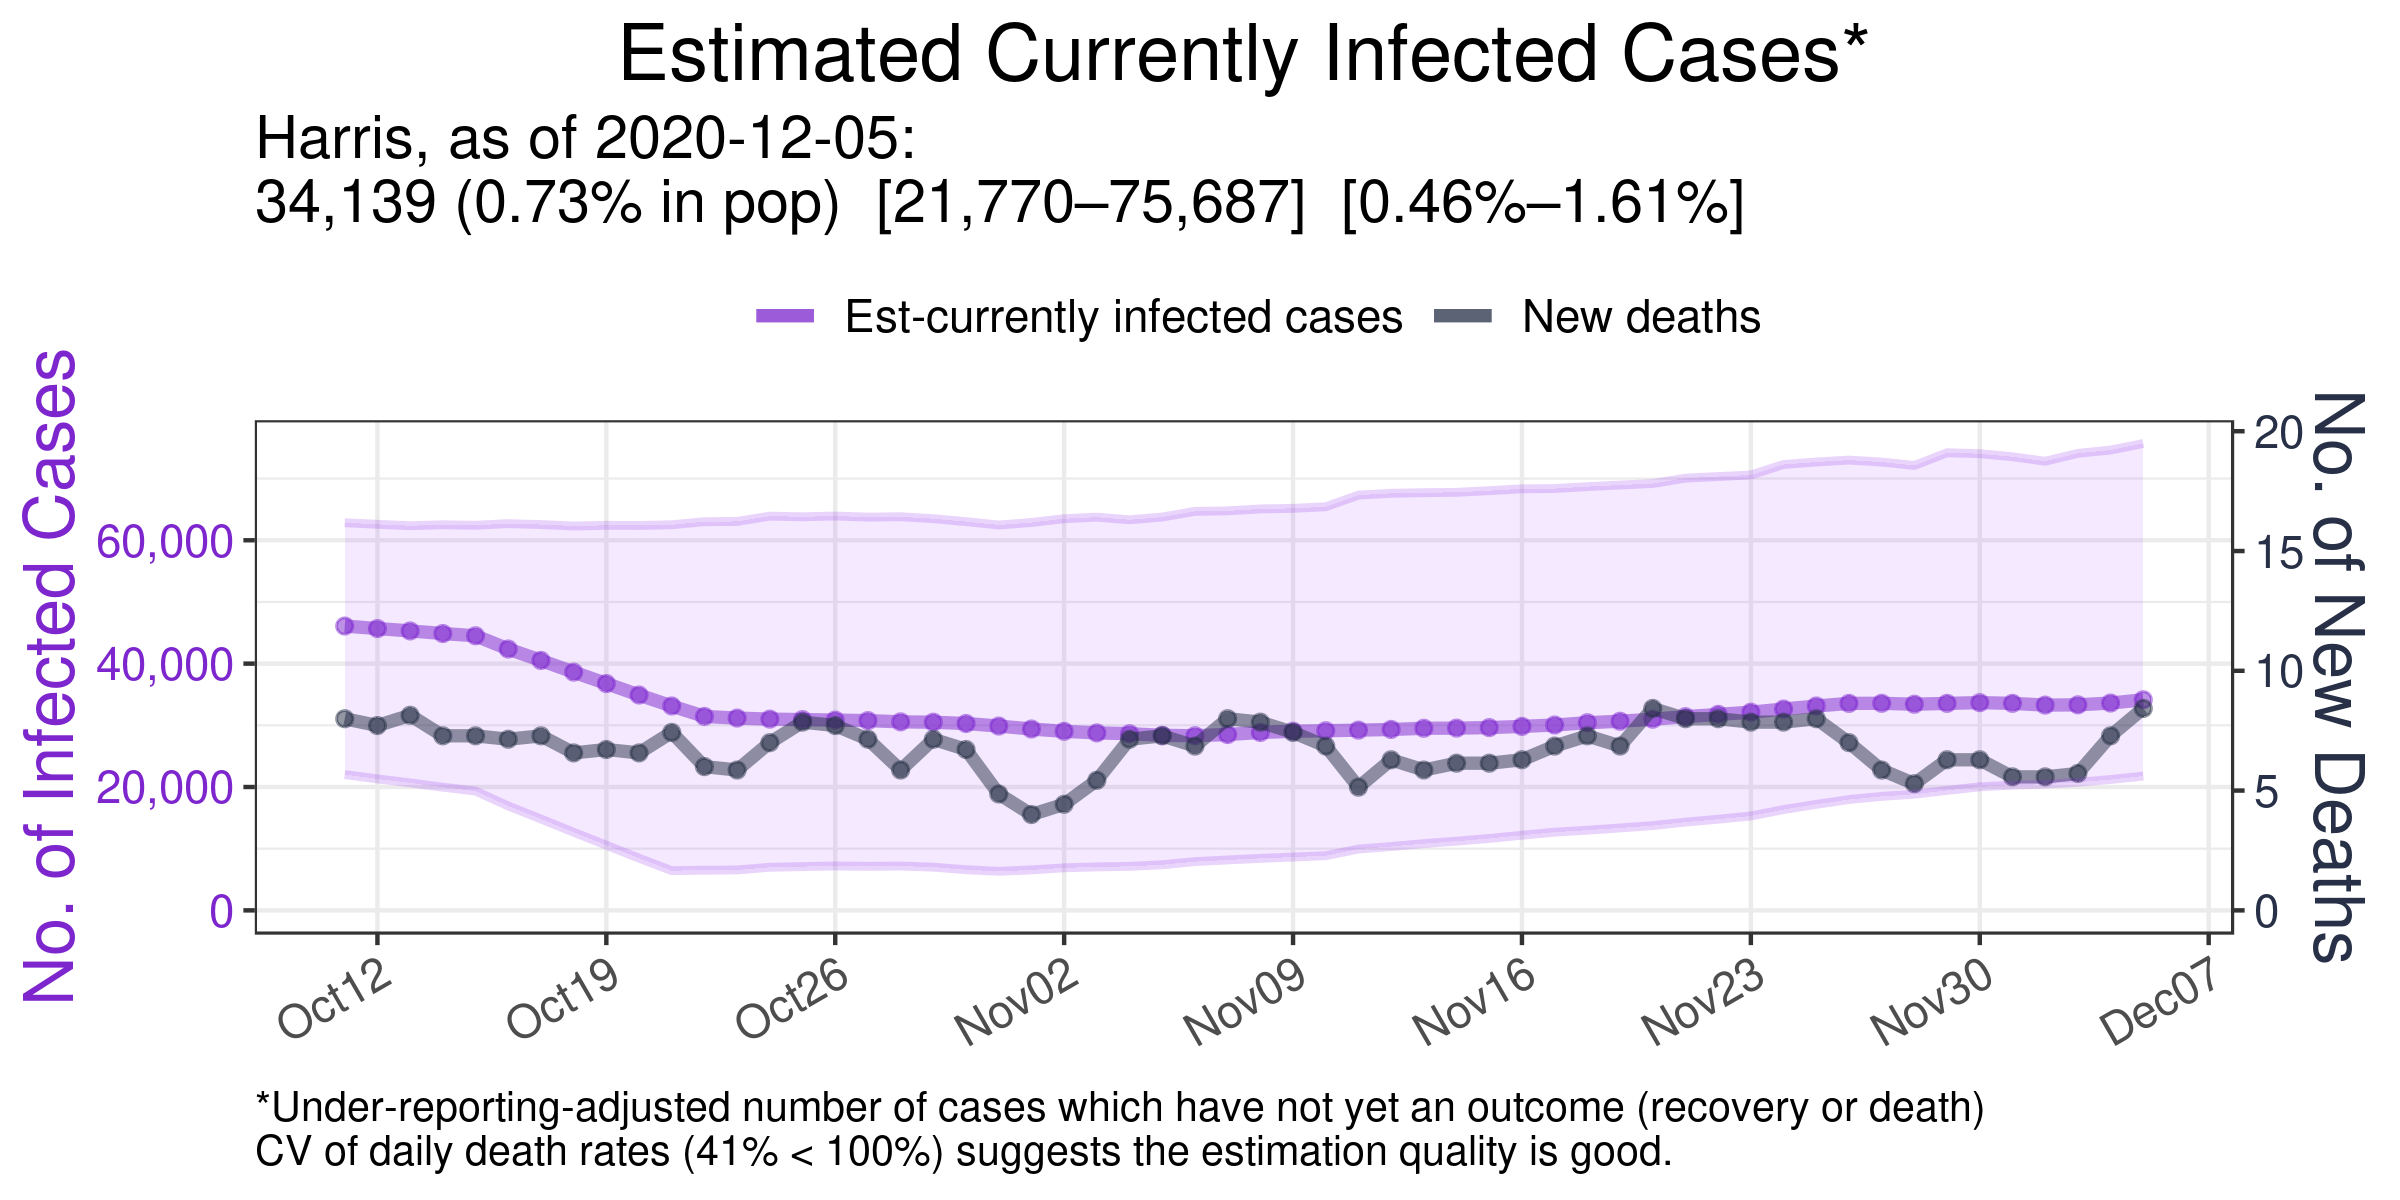 Estimated Currently Infected Cases*
Harris, as of 2020-12-05:
34,139 (0.73% in pop)  [21,770–75,687]  [0.46%–1.61%]
Est-currently infected cases
New deaths
No. of Infected Cases
60,000
40,000
20,000
0
20
15
10
5
0
No. of New Deaths
Oct12
Oct19
Oct26
Nov02
Nov09
Nov16
Nov23
Nov30
Dec07
*Under-reporting-adjusted number of cases which have not yet an outcome (recovery or death)
CV of daily death rates (41% < 100%) suggests the estimation quality is good.